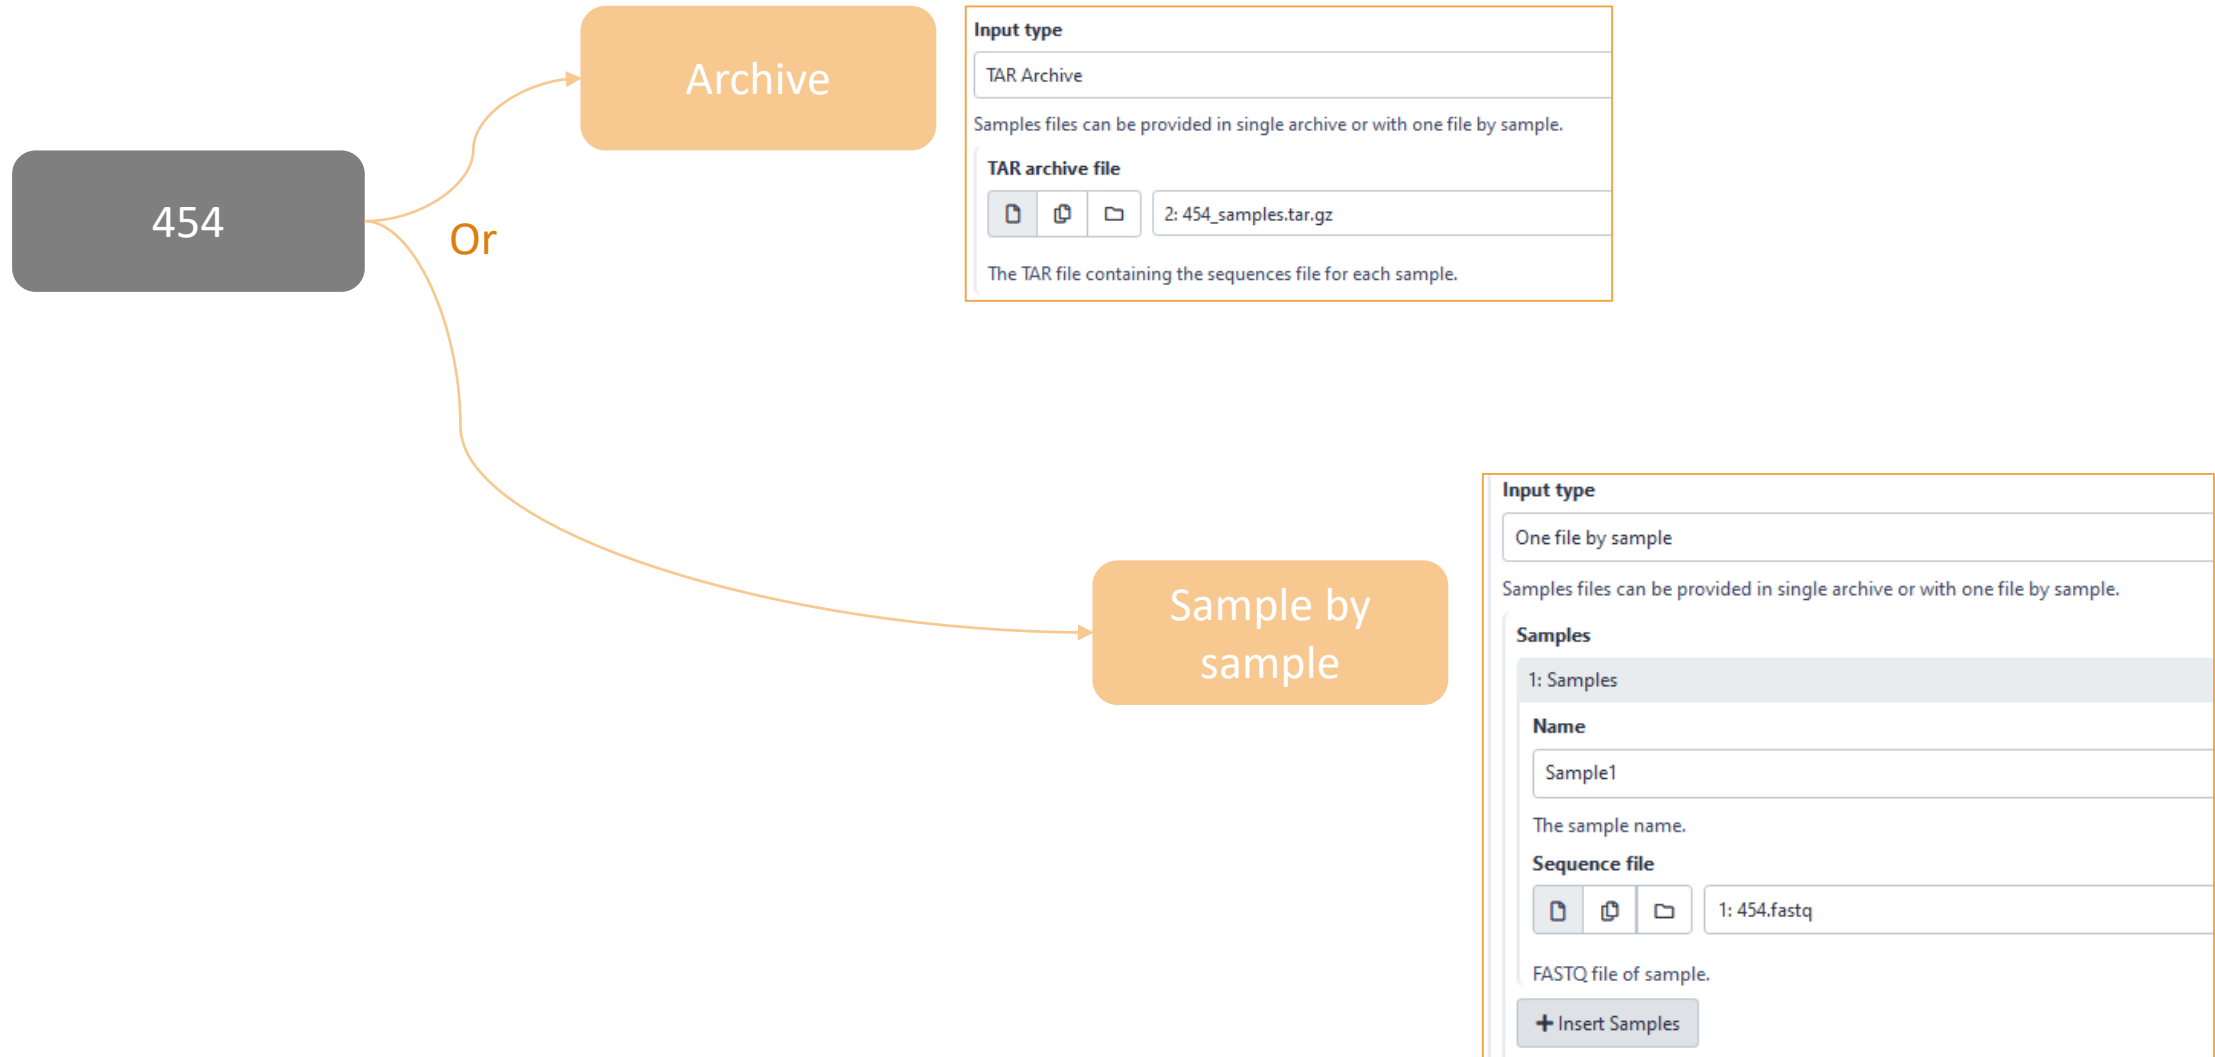 454
Or
Archive
Input type
TAR Archive
Samples files can be provided in single archive or with one file by sample.
TAR archive file
2: 454_samples.tar.gz
The TAR file containing the sequences file for each sample.
Sample by
sample
Input type
One file by sample
Samples files can be provided in single archive or with one file by sample.
Samples
1: Samples
Name
Sample1
The sample name.
Sequence file
1: 454.fastq
FASTQ file of sample.
+ Insert Samples